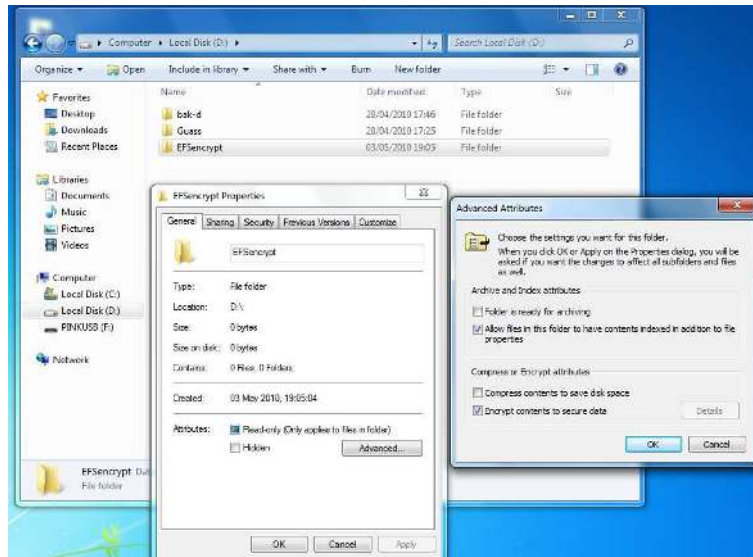 Computer ▸ Local Disk (D:) ▸
Search Local Disk (D:)
Organize ▾ Open Include in library ▾ Share with ▾ Burn New folder
Name Date modified Type Size
bak-d 28/04/2010 17:46 File folder
Guass 28/04/2010 17:25 File folder
EFSencrypt 03/05/2010 19:05 File folder
Favorites
Desktop
Downloads
Recent Places
Libraries
Documents
Music
Pictures
Videos
Computer
Local Disk (C:)
Local Disk (D:)
PINKUSB (F:)
Network
EFSencrypt
File folder
EFSencrypt Properties
General Sharing Security Previous Versions Customize
EFSencrypt
Type: File folder
Location: D:\
Size: 0 bytes
Size on disk: 0 bytes
Contains: 0 Files, 0 Folders
Created: 03 May 2010, 19:05:04
Attributes: Read-only (Only applies to files in folder)
Hidden Advanced...
OK Cancel Apply
Advanced Attributes
Choose the settings you want for this folder.
When you click OK or Apply on the Properties dialog, you will be
asked if you want the changes to affect all subfolders and files
as well.
Archive and Index attributes
Folder is ready for archiving
Allow files in this folder to have contents indexed in addition to file
properties
Compress or Encrypt attributes
Compress contents to save disk space
Encrypt contents to secure data Details
OK Cancel